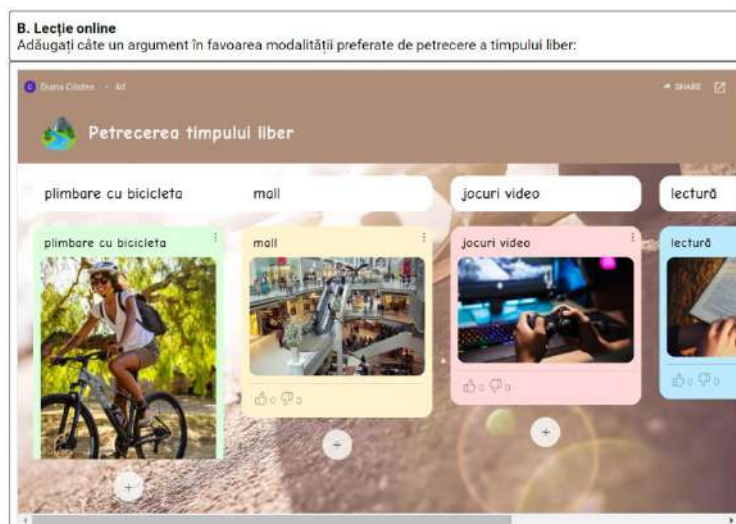 B. Lecție online
Adăugați câte un argument în favoarea modalității preferate de petrecere a timpului liber:
Diana Cristea · 4d
SHARE
Petrecerea timpului liber
plimbare cu bicicleta
mall
jocuri video
lectură
plimbare cu bicicleta
mall
jocuri video
lectură
0 0
0 0
0 0